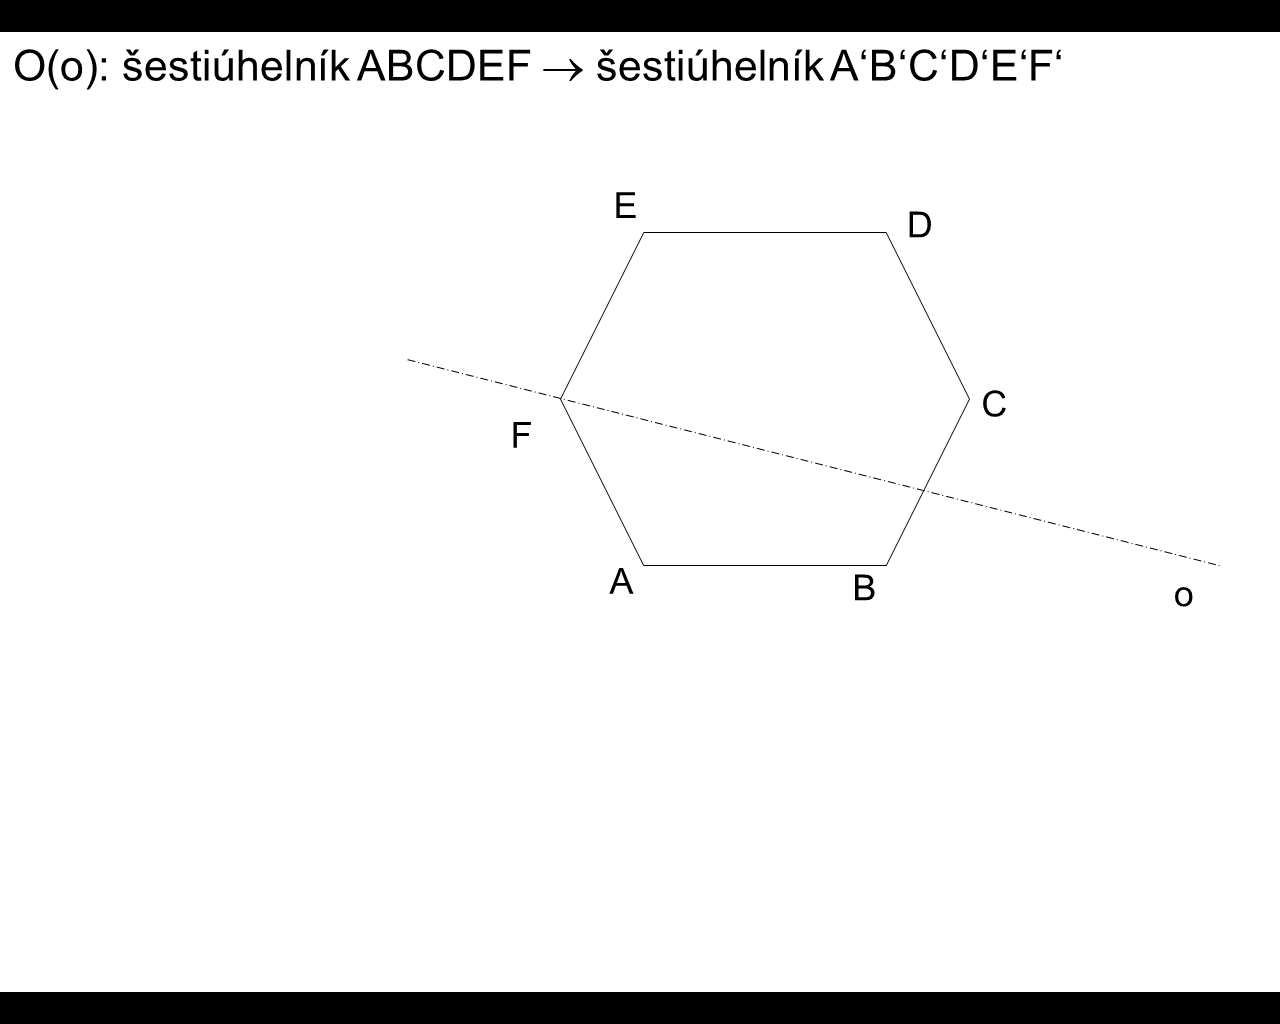 O(o): šestiúhelník ABCDEF → šestiúhelník A‘B‘C‘D‘E‘F‘
E
D
C
F
A
B
o